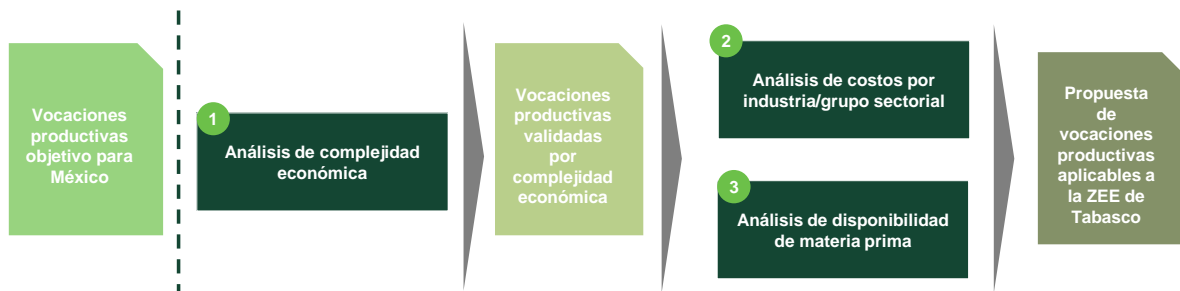 Vocaciones
productivas
objetivo para
México
1
Análisis de complejidad
económica
Vocaciones
productivas
validadas
por
complejidad
económica
2
Análisis de costos por
industria/grupo sectorial
3
Análisis de disponibilidad
de materia prima
Propuesta
de
vocaciones
productivas
aplicables a
la ZEE de
Tabasco